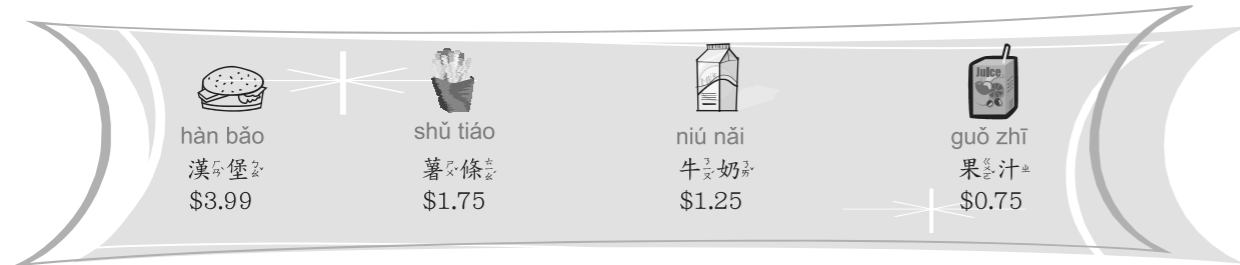 Juice
hàn bǎo
shǔ tiáo
niú nǎi
guǒ zhī
漢堡
薯條
牛奶
果汁
$3.99
$1.75
$1.25
$0.75